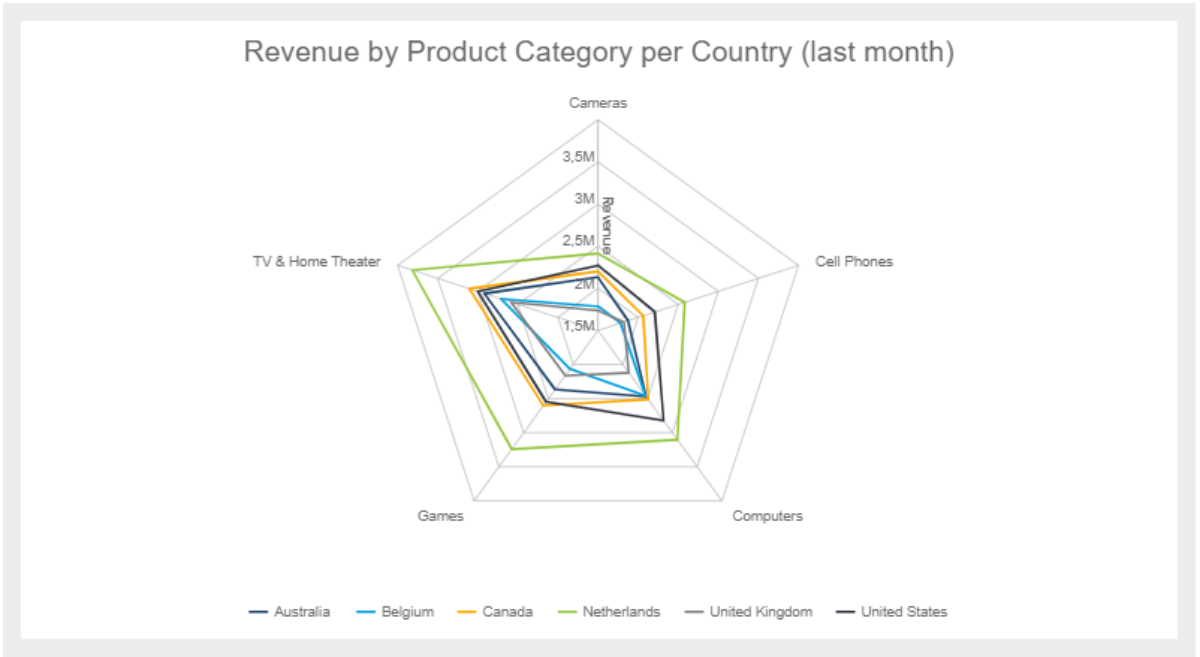 Revenue by Product Category per Country (last month)
Cameras
3,5M
3M
Revenue
2,5M
TV & Home Theater
Cell Phones
2M
1,5M
Games
Computers
Australia
Belgium
Canada
Netherlands
United Kingdom
United States